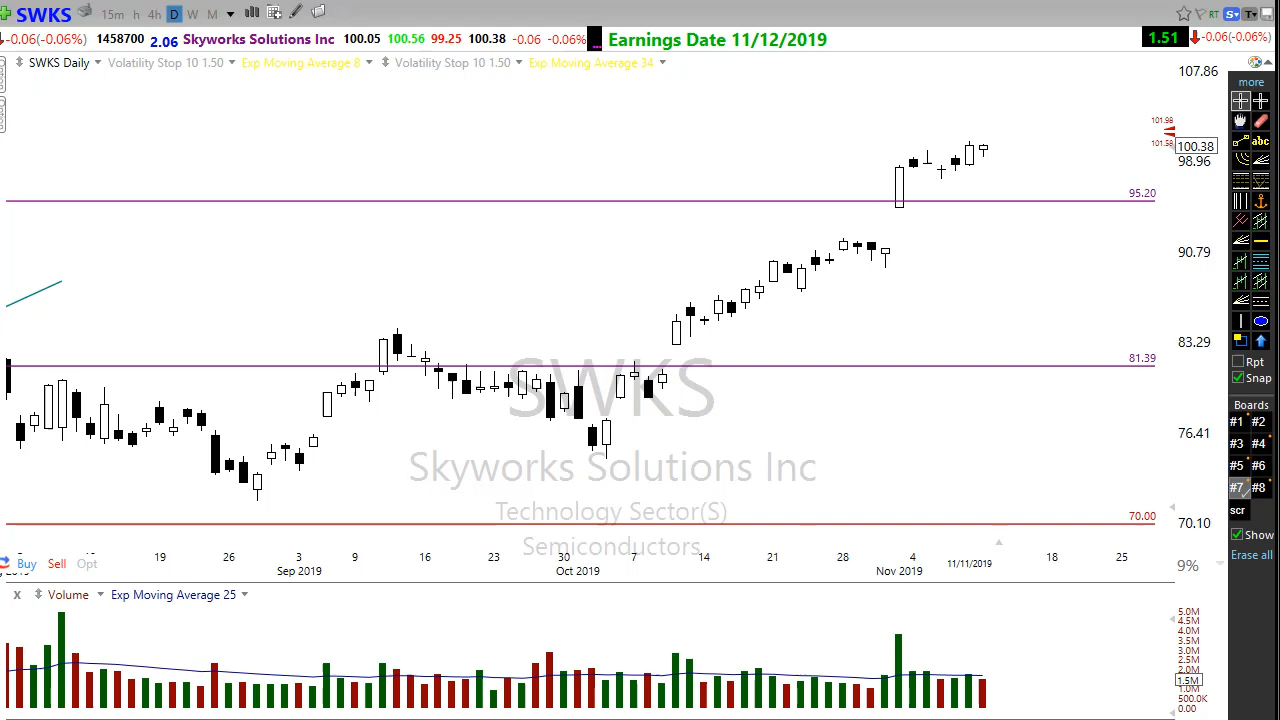 SWKS 15m h 4h D W M RT S T
-0.06(-0.06%) 1458700 2.06 Skyworks Solutions Inc 100.05 100.56 99.25 100.38 -0.06 -0.06% Earnings Date 11/12/2019 1.51 -0.06(-0.06%)
SWKS Daily Volatility Stop 10 1.50 Exp Moving Average 8 Volatility Stop 10 1.50 Exp Moving Average 34
107.86
more
101.98
101.58
100.38
98.96
abc
95.20
90.79
83.29
81.39
Rpt
Snap
SWKS
Boards
#1 #2
76.41
#3 #4
Skyworks Solutions Inc
#5 #6
#7 #8
Technology Sector(S)
scr
70.00
70.10
Show
Semiconductors
19 26 3 9 16 23 30 7 14 21 28 4 18 25
Erase all
Buy Sell Opt
Sep 2019 Oct 2019 Nov 2019 11/11/2019
9%
x Volume Exp Moving Average 25
5.0M
4.5M
4.0M
3.5M
3.0M
2.5M
2.0M
1.5M
1.0M
500.0K
0.00